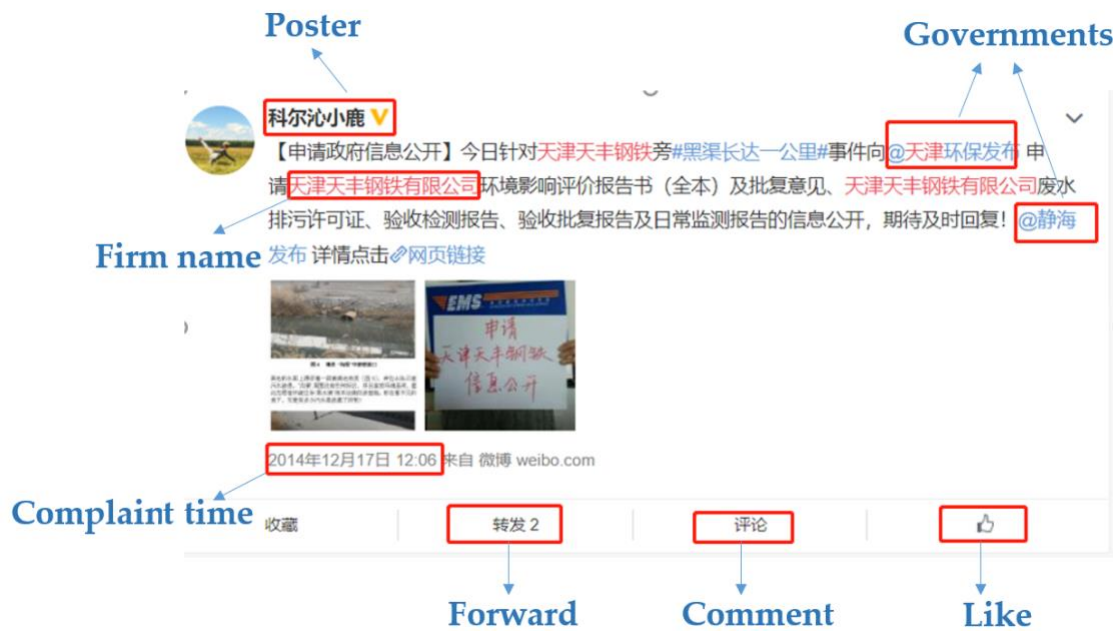 Poster
Governments
科尔沁小鹿
【申请政府信息公开】今日针对天津天丰钢铁旁#黑渠长达一公里#事件向@天津环保发布 申
请天津天丰钢铁有限公司环境影响评价报告书（全本）及批复意见、天津天丰钢铁有限公司废水
排污许可证、验收检测报告、验收批复报告及日常监测报告的信息公开，期待及时回复！@静海
Firm name
发布 详情点击网页链接
EMS
申请
天津天丰钢铁
信息公开
2014年12月17日 12:06 来自 微博 weibo.com
Complaint time
收藏
转发 2
评论
Forward
Comment
Like